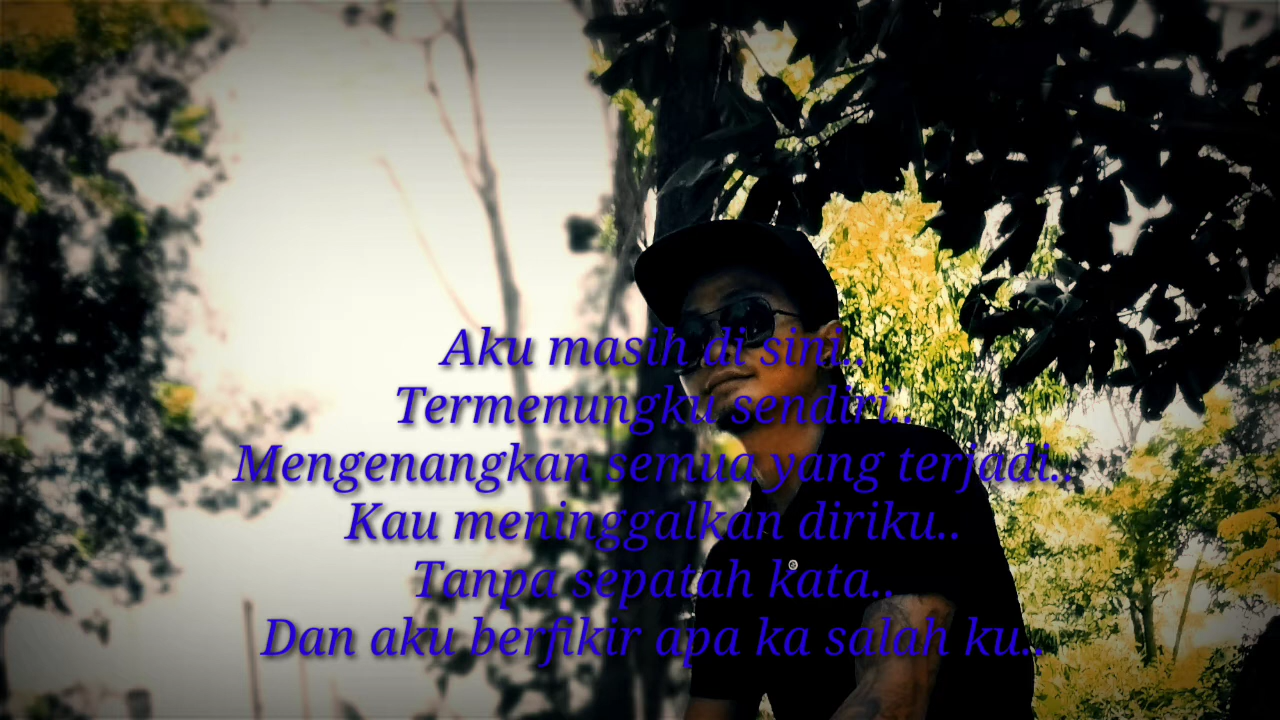 Aku masih di sini..
Termenungku sendiri..
Mengenangkan semua yang terjadi..
Kau meninggalkan diriku..
Tanpa sepatah kata..
Dan aku berfikir apa ka salah ku..